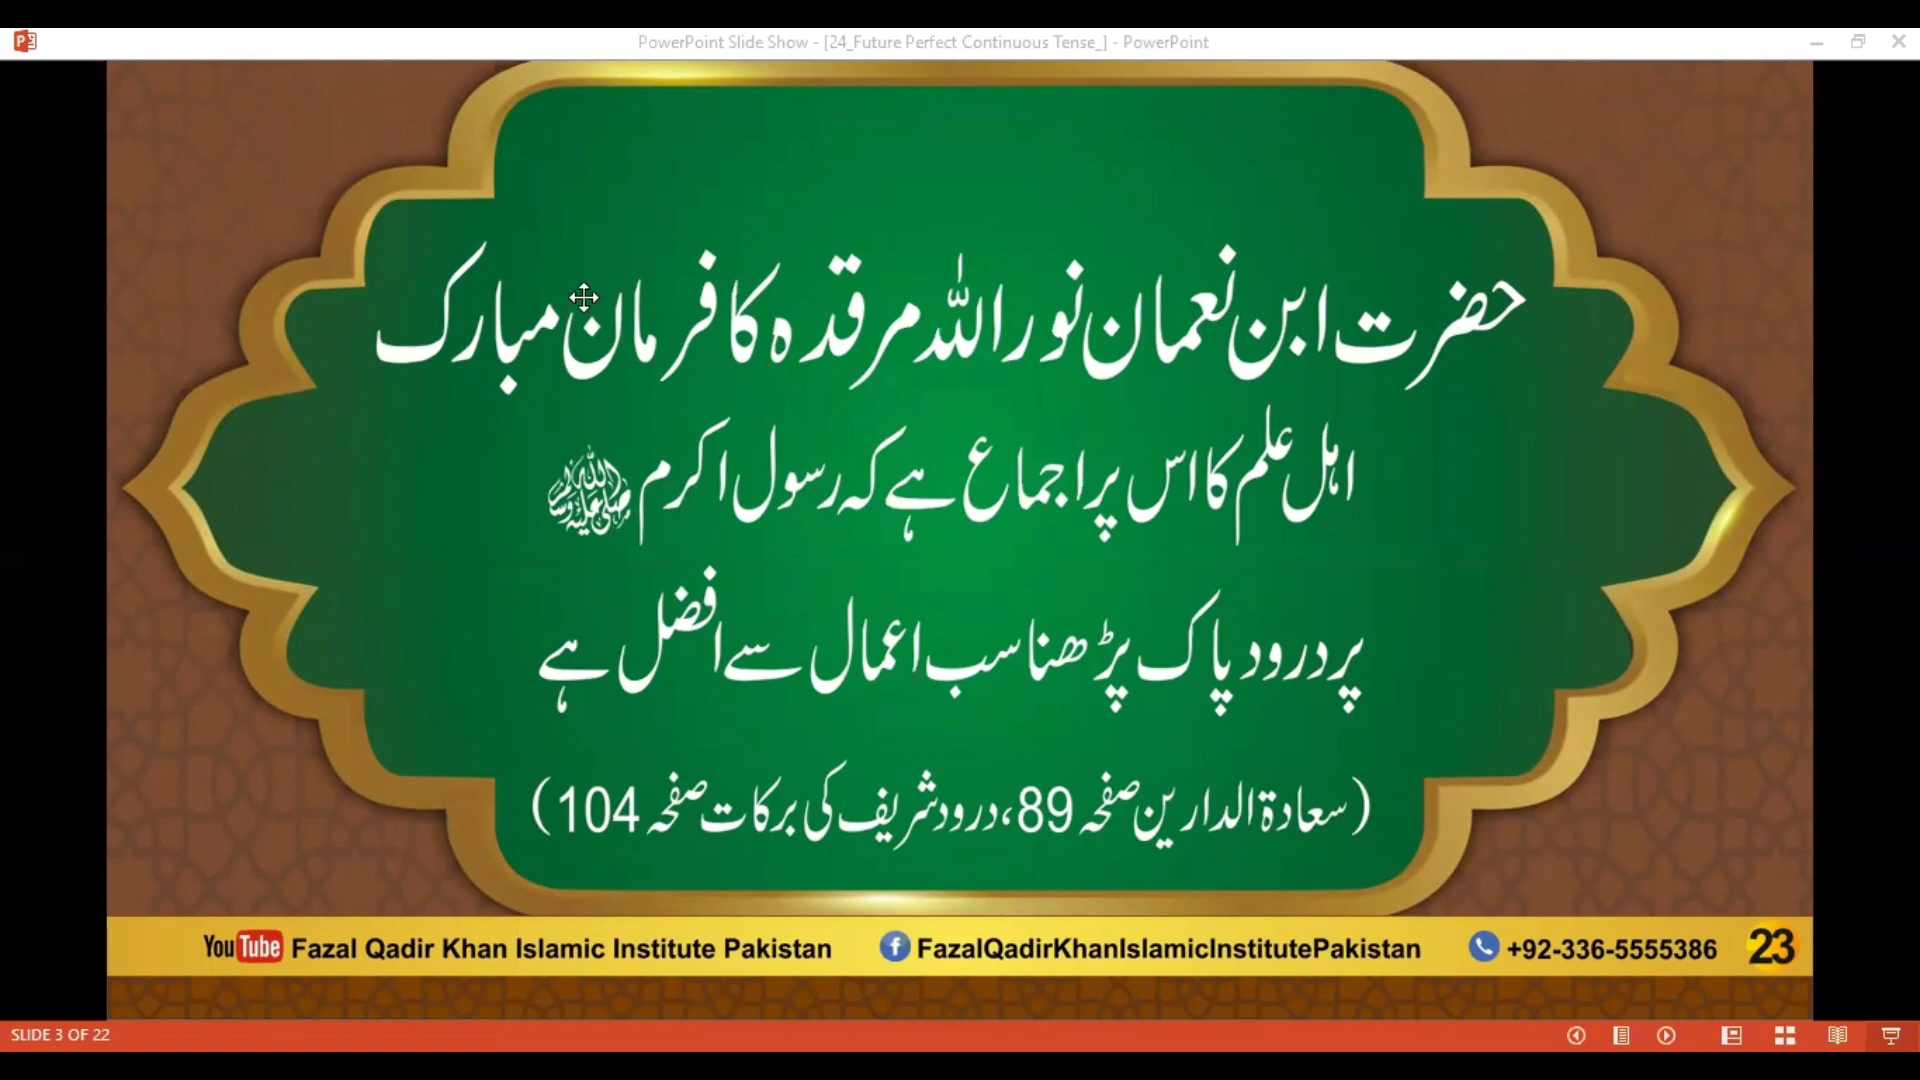 PowerPoint Slide Show - [24_Future Perfect Continuous Tense_] - PowerPoint
حضرت ابن نعمان نور اللہ مرقدہ کا فرمان مبارک
اہل علم کا اس پر اجماع ہے کہ رسول اکرم ﷺ
پر درود پاک پڑھنا سب اعمال سے افضل ہے
(سعادۃ الدارین صفحہ 89، درود شریف کی برکات صفحہ 104)
YouTube Fazal Qadir Khan Islamic Institute Pakistan FazalQadirKhanIslamicInstitutePakistan +92-336-5555386 23
SLIDE 3 OF 22